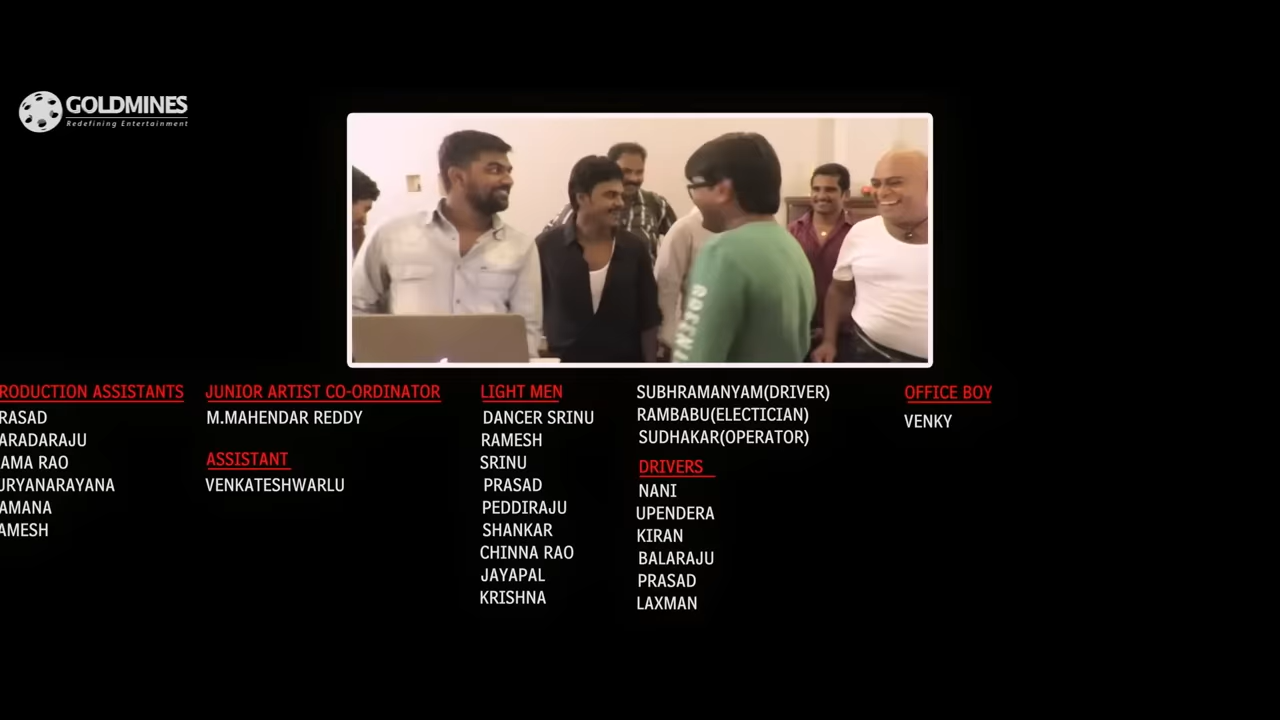 GOLDMINES
Redefining Entertainment
GREEN
RODUCTION ASSISTANTS
RASAD
ARADARAJU
AMA RAO
URYANARAYANA
AMANA
AMESH
JUNIOR ARTIST CO-ORDINATOR
M.MAHENDAR REDDY
ASSISTANT
VENKATESHWARLU
LIGHT MEN
DANCER SRINU
RAMESH
SRINU
PRASAD
PEDDIRAJU
SHANKAR
CHINNA RAO
JAYAPAL
KRISHNA
SUBHRAMANYAM(DRIVER)
RAMBABU(ELECTICIAN)
SUDHAKAR(OPERATOR)
DRIVERS
NANI
UPENDERA
KIRAN
BALARAJU
PRASAD
LAXMAN
OFFICE BOY
VENKY